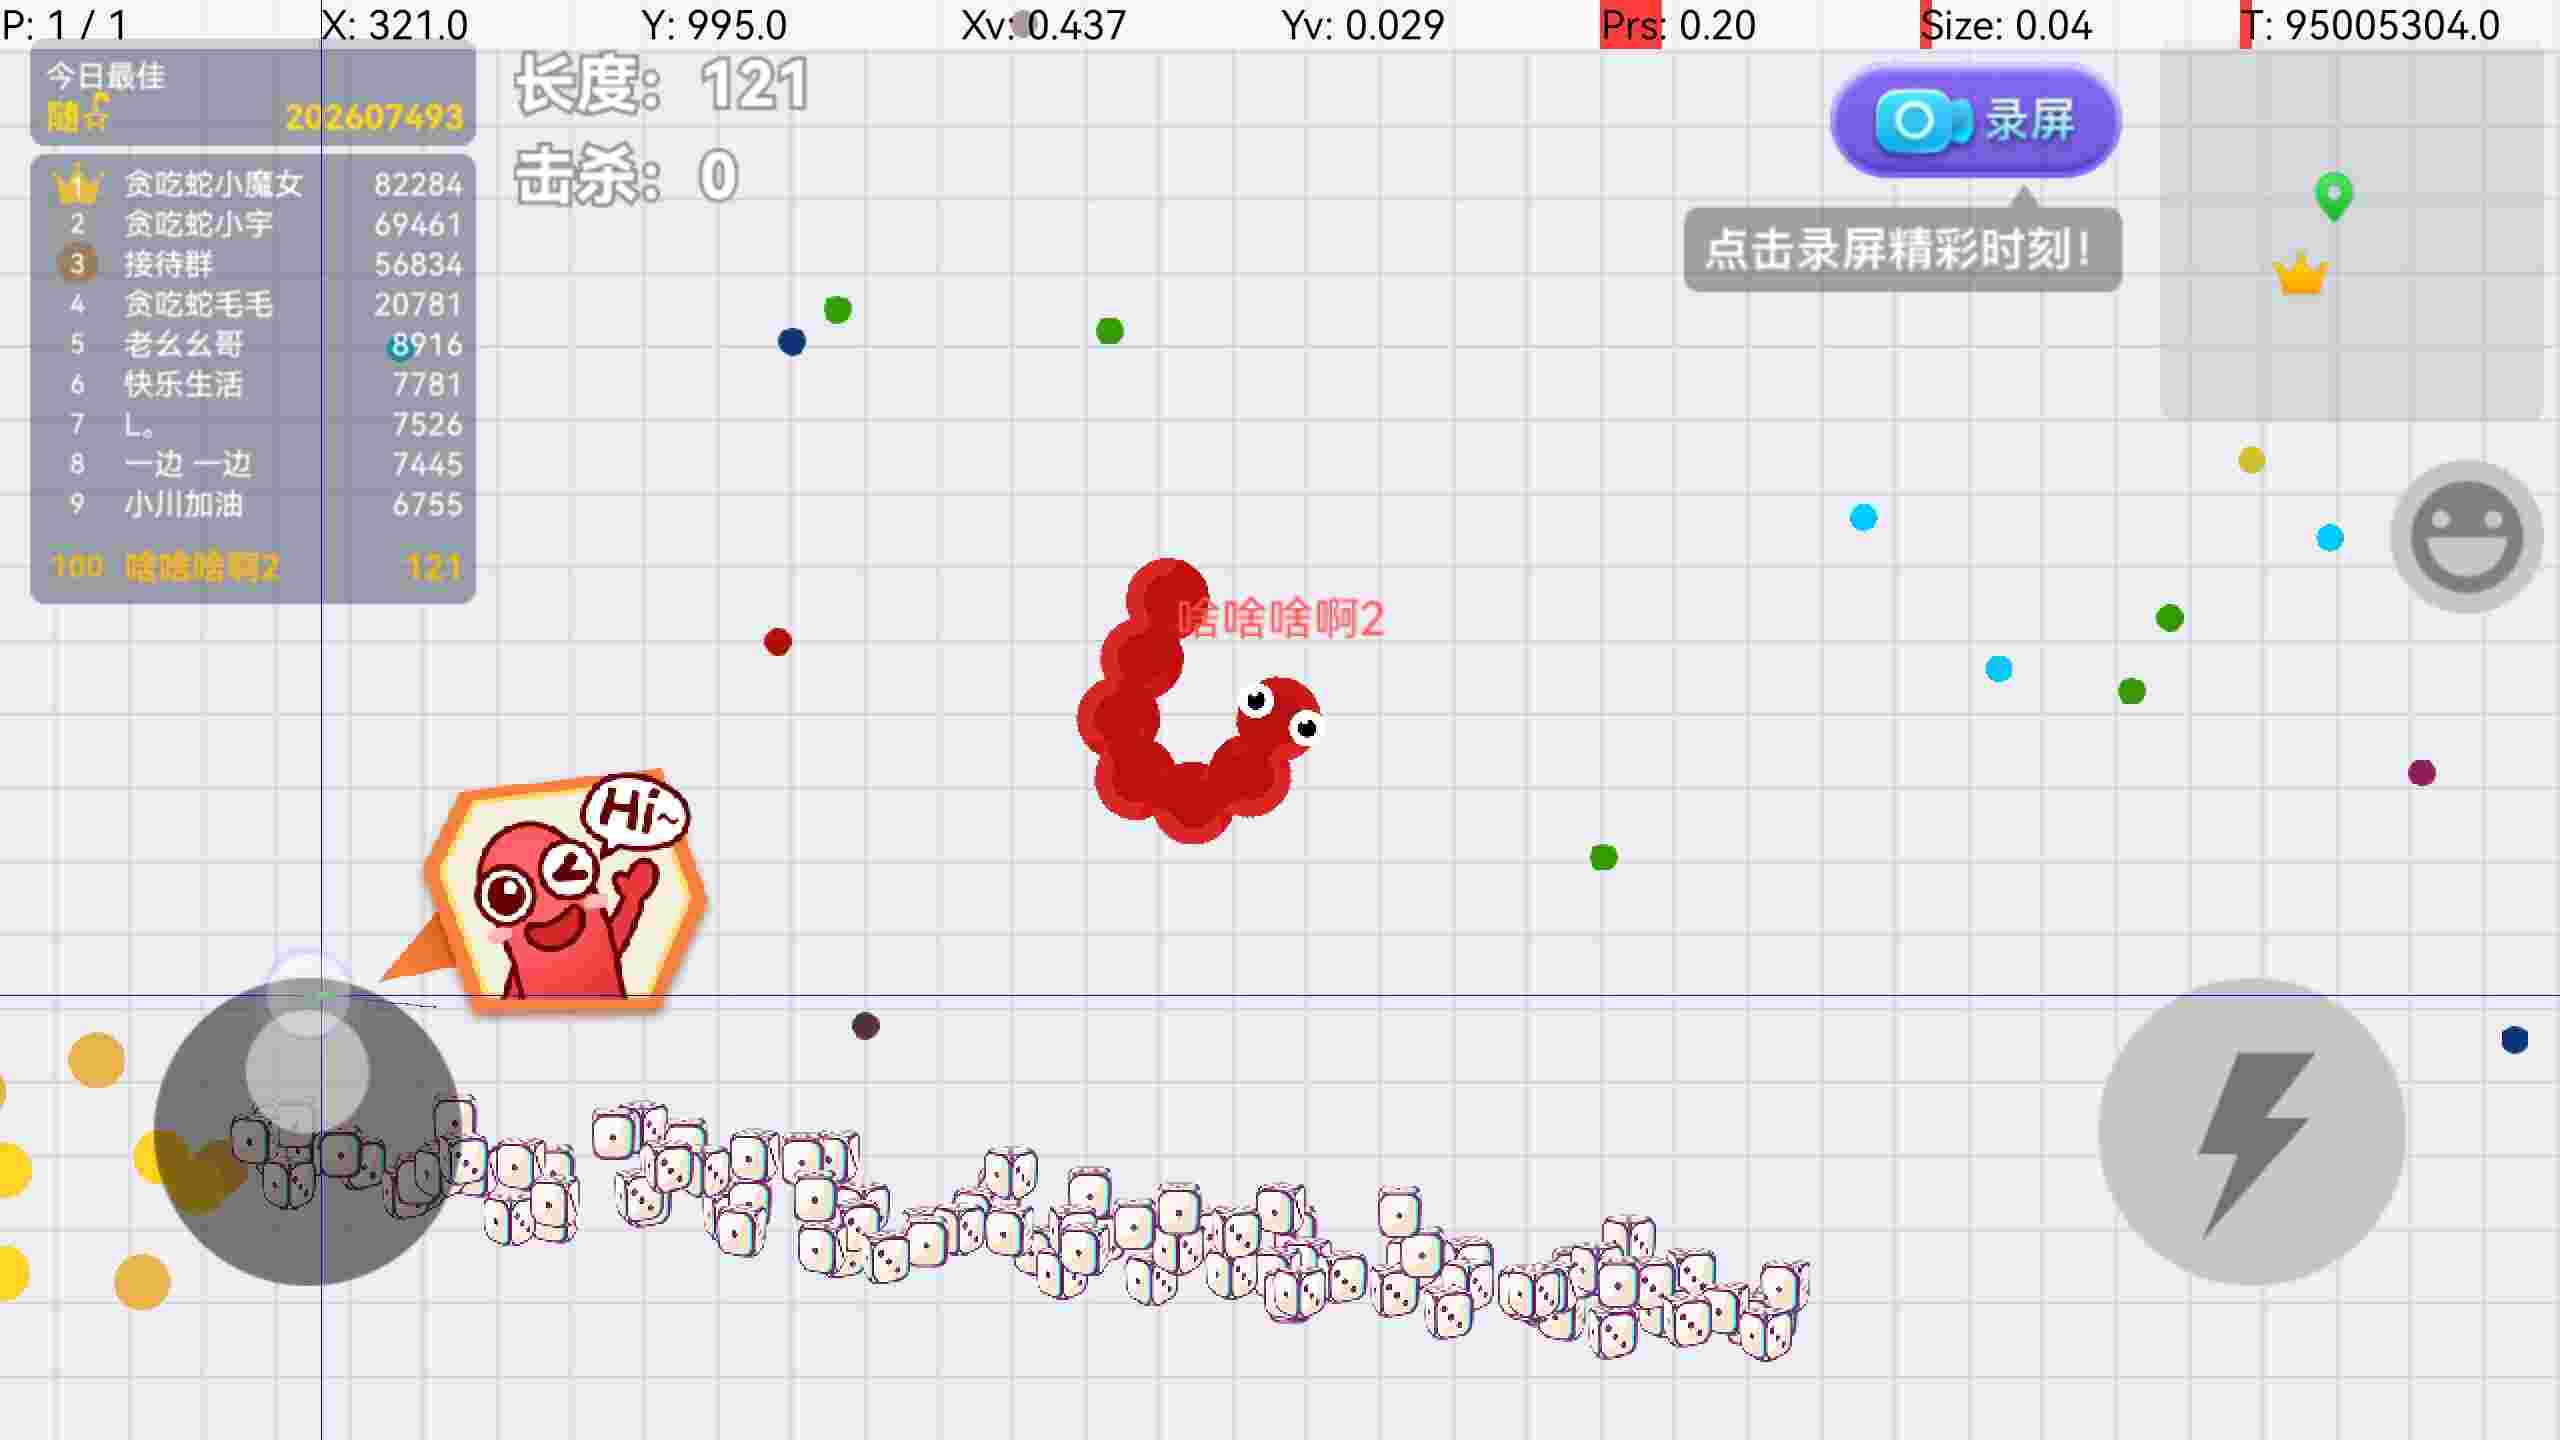 P: 1 / 1 X: 321.0 Y: 995.0 Xv: 0.437 Yv: 0.029 Prs: 0.20 Size: 0.04 T: 95005304.0
今日最佳
随 202607493
1 贪吃蛇小魔女 82284
2 贪吃蛇小宇 69461
3 接待群 56834
4 贪吃蛇毛毛 20781
5 老幺幺哥 8916
6 快乐生活 7781
7 L。 7526
8 一边 一边 7445
9 小川加油 6755
100 啥啥啥啊2 121
长度：121
击杀：0
录屏
点击录屏精彩时刻！
啥啥啥啊2
Hi~